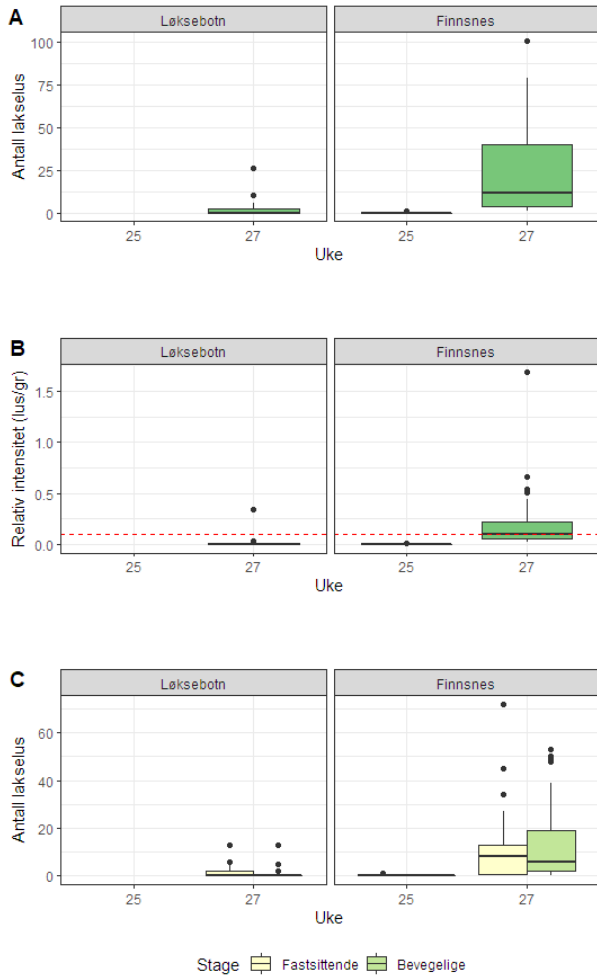 A
Løksebotn Finnsnes
Antall lakselus
100
75
50
25
0
25 27 25 27
Uke
B
Løksebotn Finnsnes
Relativ intensitet (lus/gr)
1.5
1.0
0.5
0.0
25 27 25 27
Uke
C
Løksebotn Finnsnes
Antall lakselus
60
40
20
0
25 27 25 27
Uke
Stage Fastsittende Bevegelige